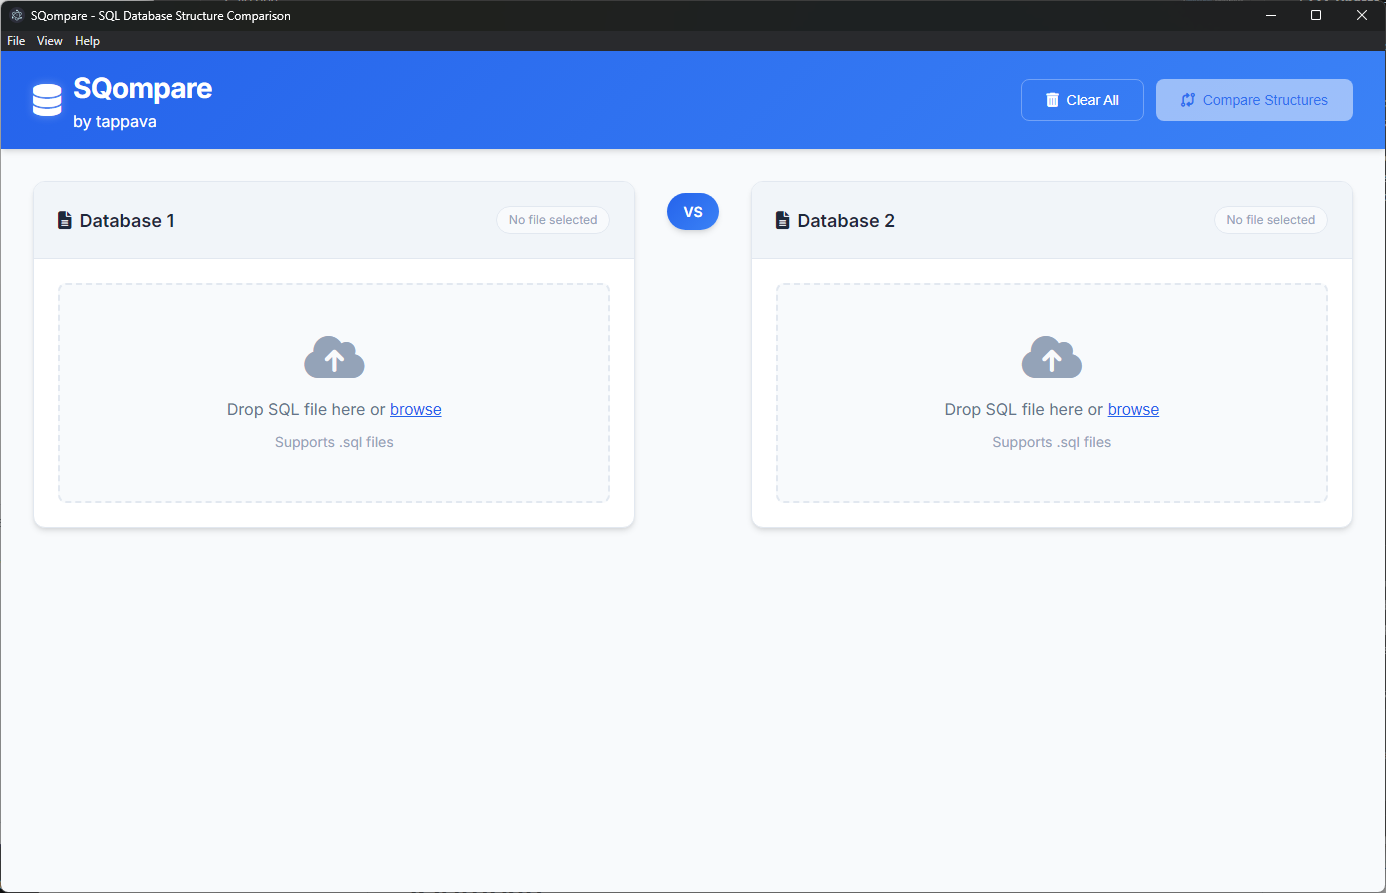 SQompare - SQL Database Structure Comparison
File View Help
SQompare
by tappava
Clear All
Compare Structures
Database 1
No file selected
VS
Database 2
No file selected
Drop SQL file here or browse
Supports .sql files
Drop SQL file here or browse
Supports .sql files